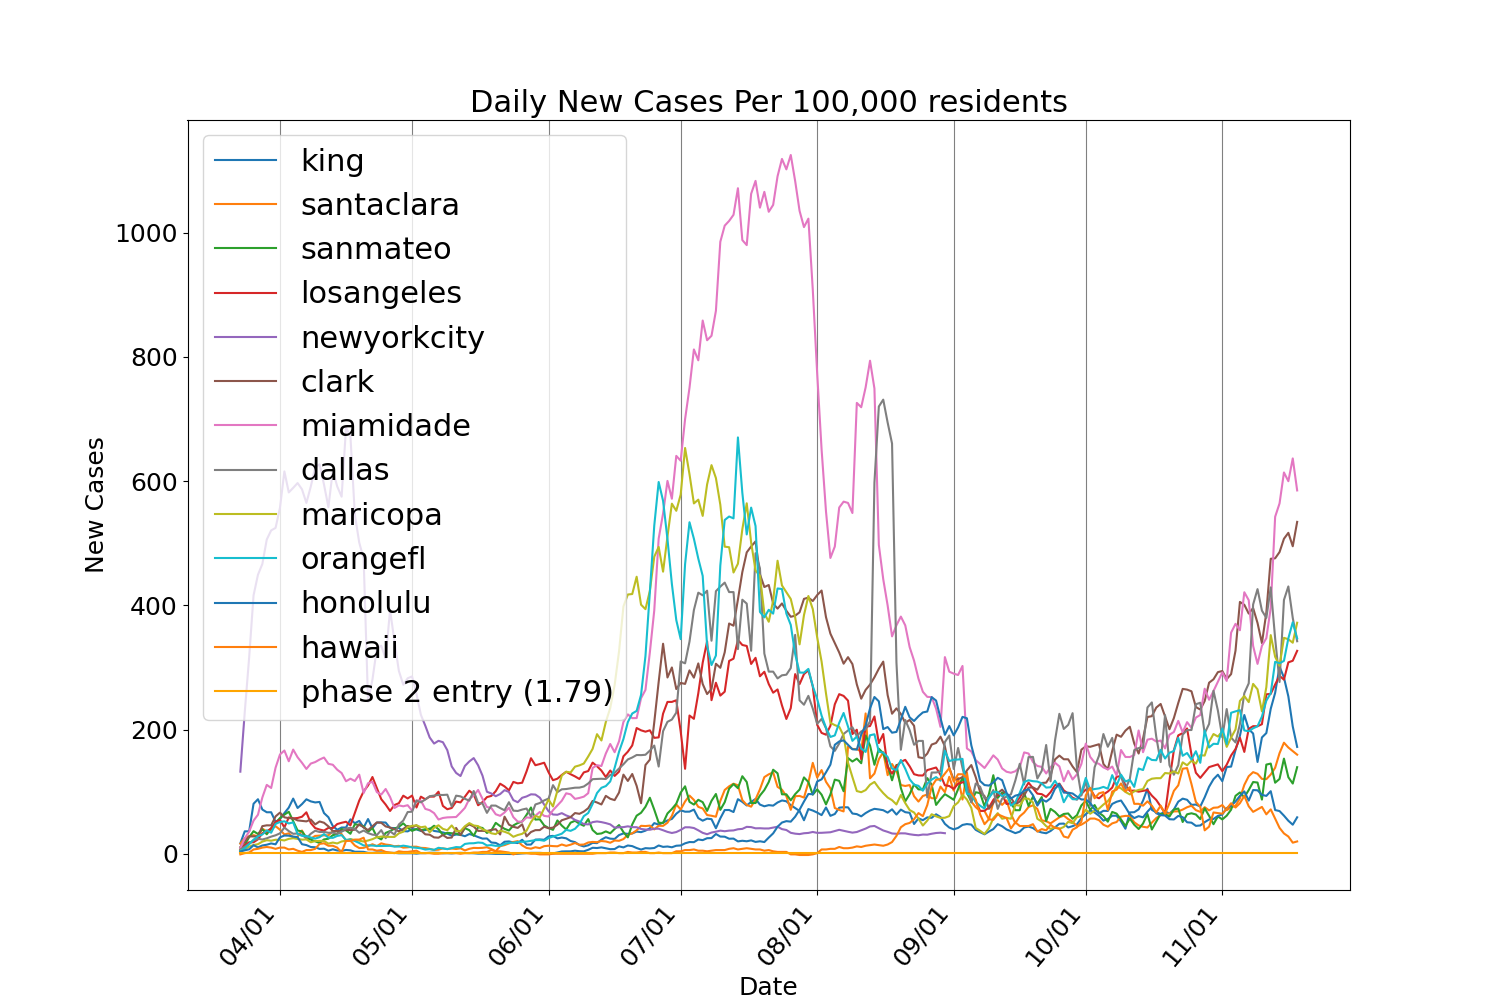 Daily New Cases Per 100,000 residents
king
santaclara
sanmateo
losangeles
newyorkcity
clark
miamidade
dallas
maricopa
orangefl
honolulu
hawaii
phase 2 entry (1.79)
1000
800
600
400
200
0
New Cases
04/01 05/01 06/01 07/01 08/01 09/01 10/01 11/01
Date